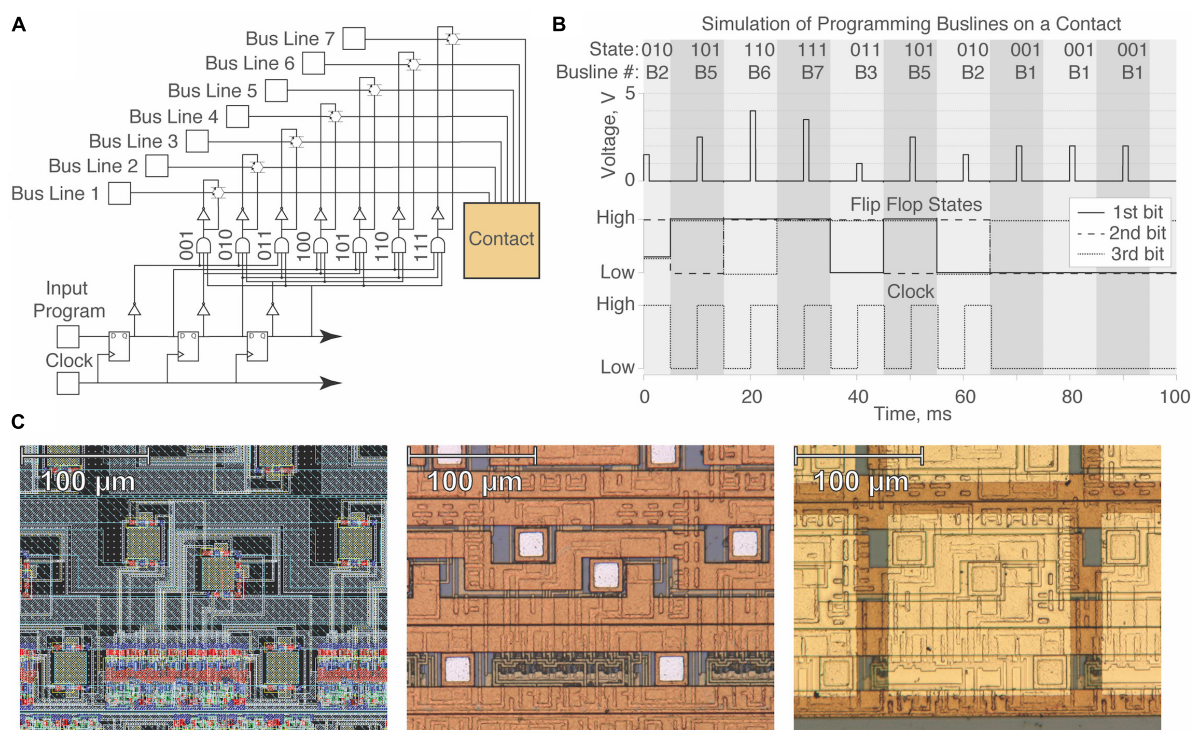 A
Bus Line 7
Bus Line 6
Bus Line 5
Bus Line 4
Bus Line 3
Bus Line 2
Bus Line 1
001
010
011
100
101
110
111
Contact
Input
Program
D Q
D Q
D Q
Clock
B
Simulation of Programming Buslines on a Contact
State: 010 101 110 111 011 101 010 001 001 001
Busline #: B2 B5 B6 B7 B3 B5 B2 B1 B1 B1
Voltage, V
5
0
Flip Flop States
High
Low
1st bit
2nd bit
3rd bit
Clock
High
Low
0 20 40 60 80 100
Time, ms
C
100 µm
100 µm
100 µm